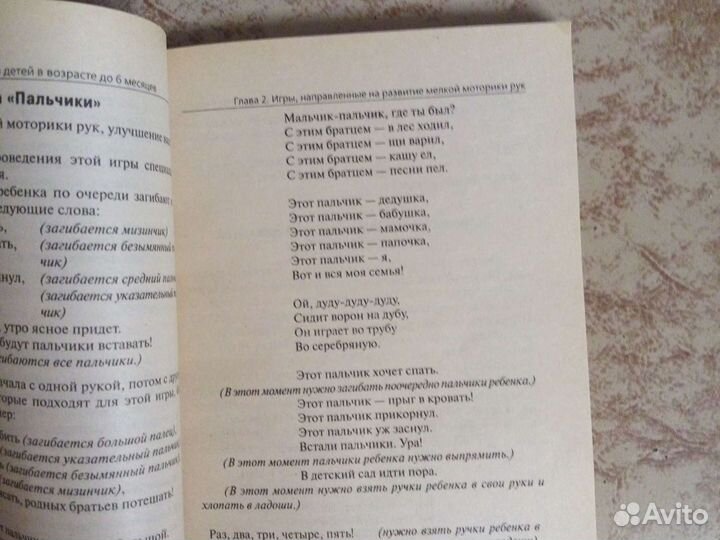 детей в возрасте до 6 месяцев
«Пальчики»
моторики рук, улучшение
роведения этой игры
ребенка по очереди загибают
едующие слова:
(загибается мизинчик)
(загибается безымянный
чик)
(загибается средний
(загибается указательный
чик)
утро ясное придет.
будут пальчики вставать!
все пальчики.)
с одной рукой, потом с
подходят для этой игры.
(загибается большой палец),
указательный
(загибается безымянный
мизинчик),
родных братьев потешать!
Глава 2. Игры, направленные на развитие мелкой моторики рук
Мальчик-пальчик, где ты был?
С этим братцем — в лес ходил,
С этим братцем — щи варил,
С этим братцем — кашу ел,
С этим братцем — песни пел.
Этот пальчик — дедушка,
Этот пальчик — бабушка,
Этот пальчик — мамочка,
Этот пальчик — папочка,
Этот пальчик — я,
Вот и вся моя семья!
Ой, дуду-дуду-дуду,
Сидит ворон на дубу,
Он играет во трубу
Во серебряную.
Этот пальчик хочет спать.
(В этот момент нужно загибать поочередно пальчики ребенка.)
Этот пальчик — прыг в кровать!
Этот пальчик прикорнул.
Этот пальчик уж заснул.
Встали пальчики. Ура!
(В этот момент пальчики ребенка нужно выпрямить.)
В детский сад идти пора.
(В этот момент нужно взять ручки ребенка в свои руки и
хлопать в ладоши.)
Раз, два, три, четыре, пять! (нужно взять ручки ребенка в
Avito